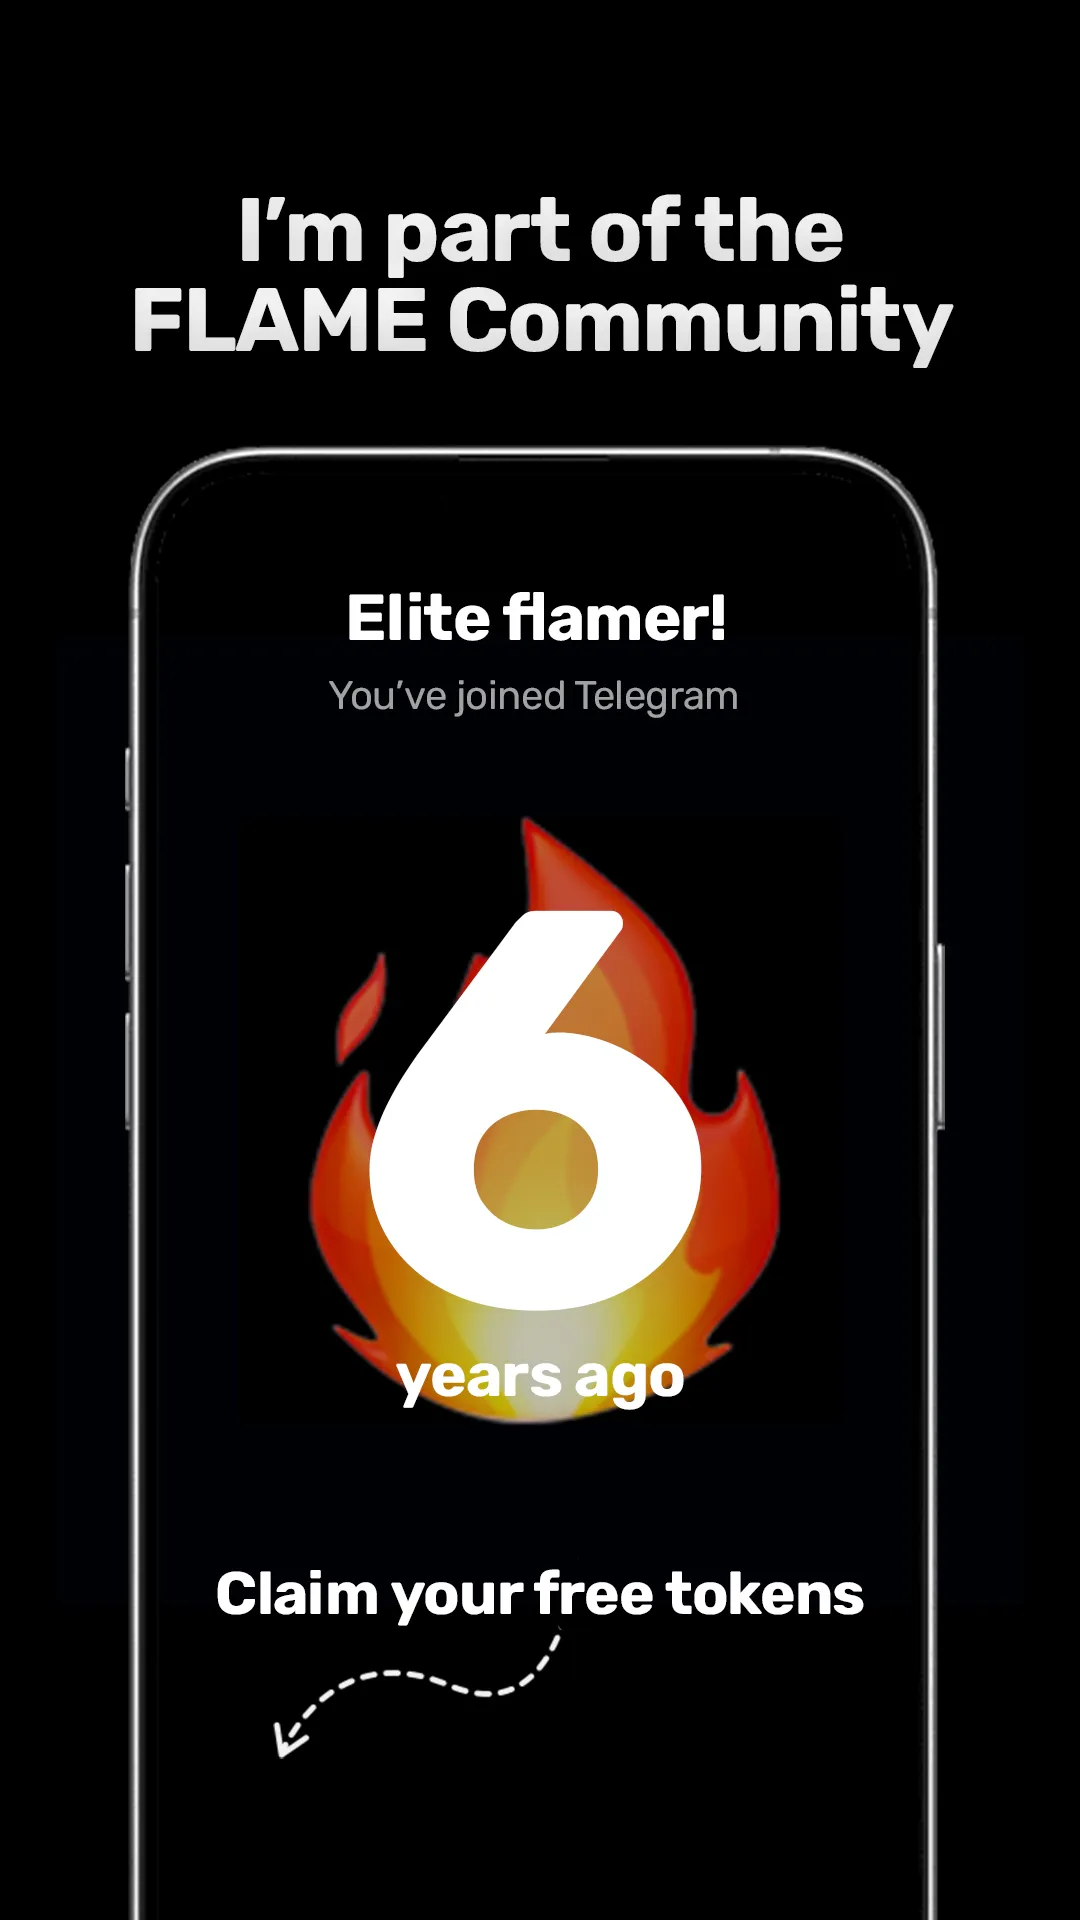 I’m part of the
FLAME Community
Elite flamer!
You’ve joined Telegram
6
years ago
Claim your free tokens